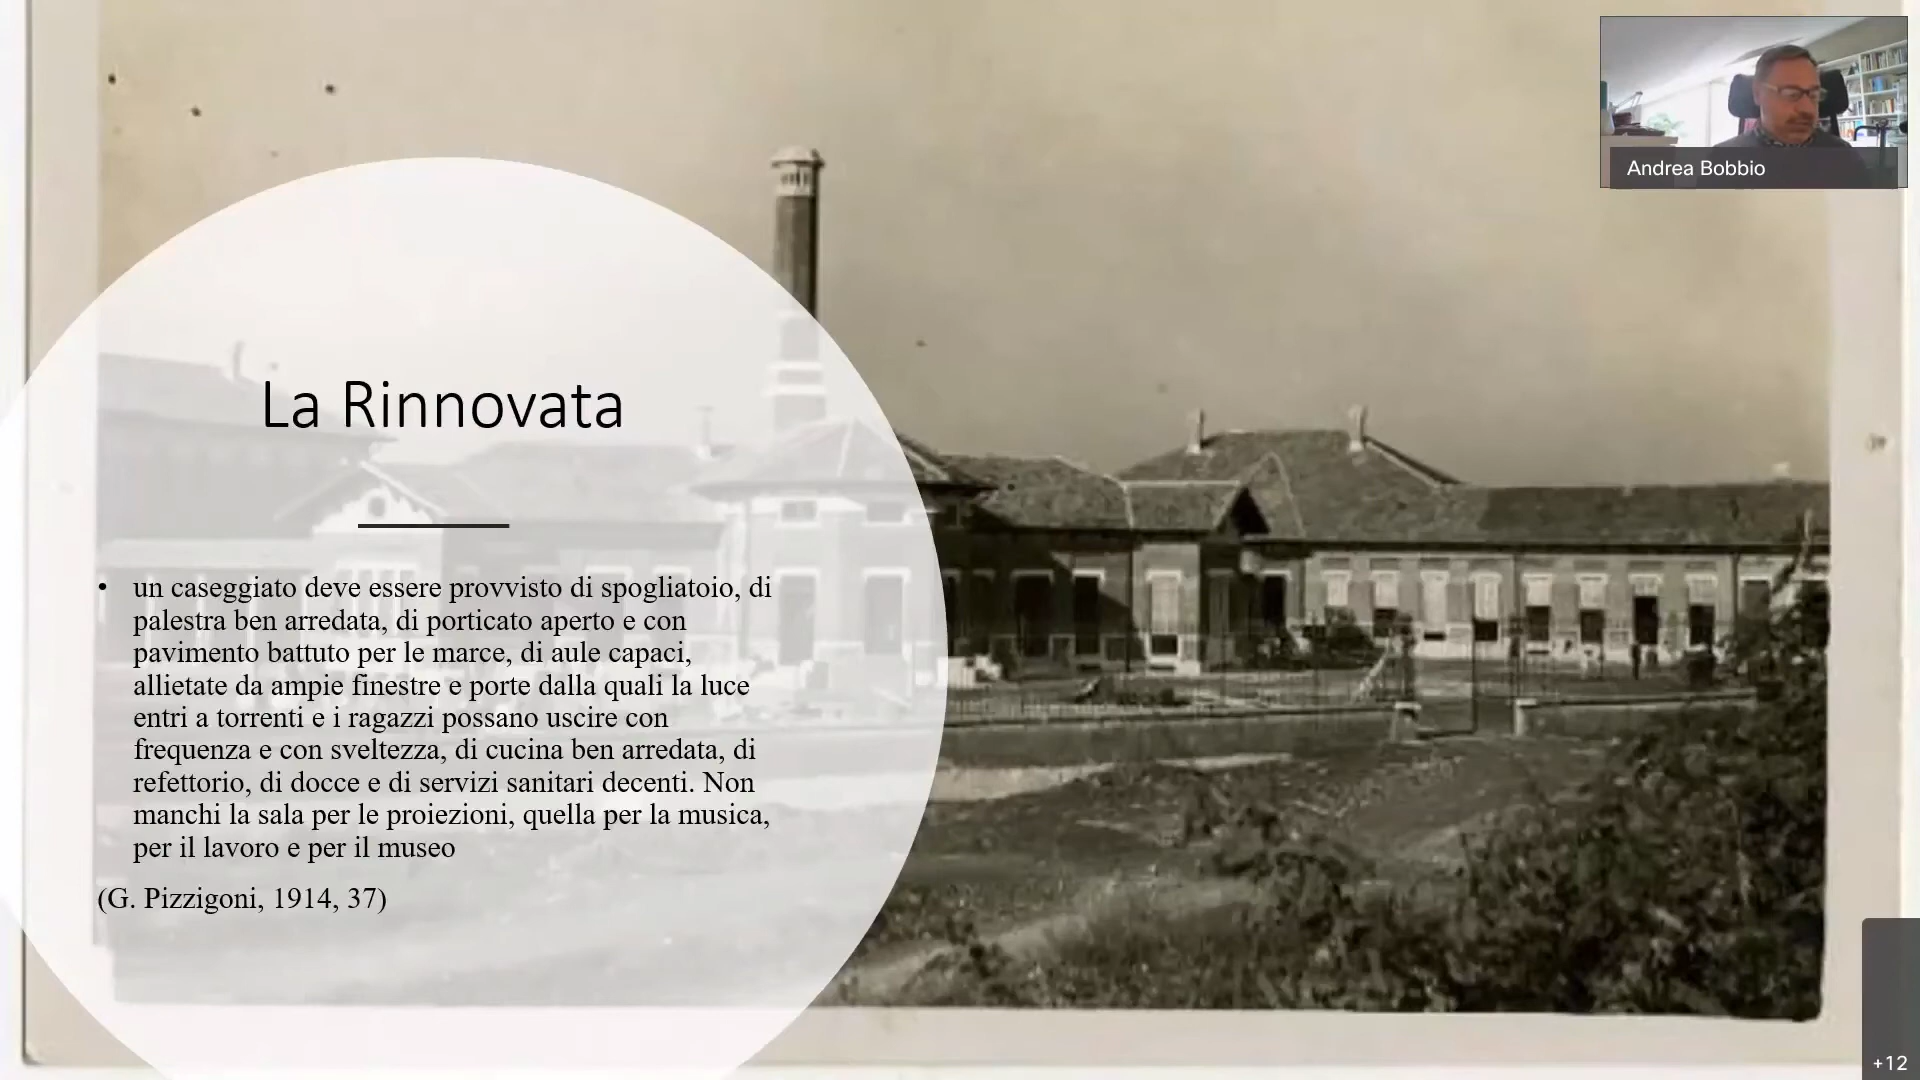 Andrea Bobbio
La Rinnovata
• un caseggiato deve essere provvisto di spogliatoio, di
palestra ben arredata, di porticato aperto e con
pavimento battuto per le marce, di aule capaci,
allietate da ampie finestre e porte dalla quali la luce
entri a torrenti e i ragazzi possano uscire con
frequenza e con sveltezza, di cucina ben arredata, di
refettorio, di docce e di servizi sanitari decenti. Non
manchi la sala per le proiezioni, quella per la musica,
per il lavoro e per il museo
(G. Pizzigoni, 1914, 37)
+12